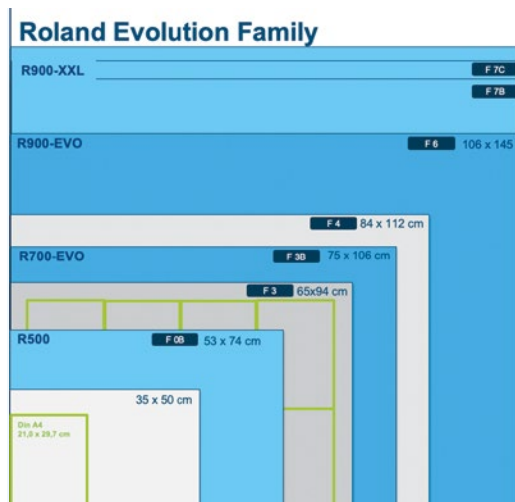 Roland Evolution Family
R900-XXL
F 7C
F 7B
R900-EVO
F 6
106 x 145
F 4
84 x 112 cm
R700-EVO
F 3B
75 x 106 cm
F 3
65x94 cm
R500
F 0B
53 x 74 cm
35 x 50 cm
Din A4
21,0 x 29,7 cm